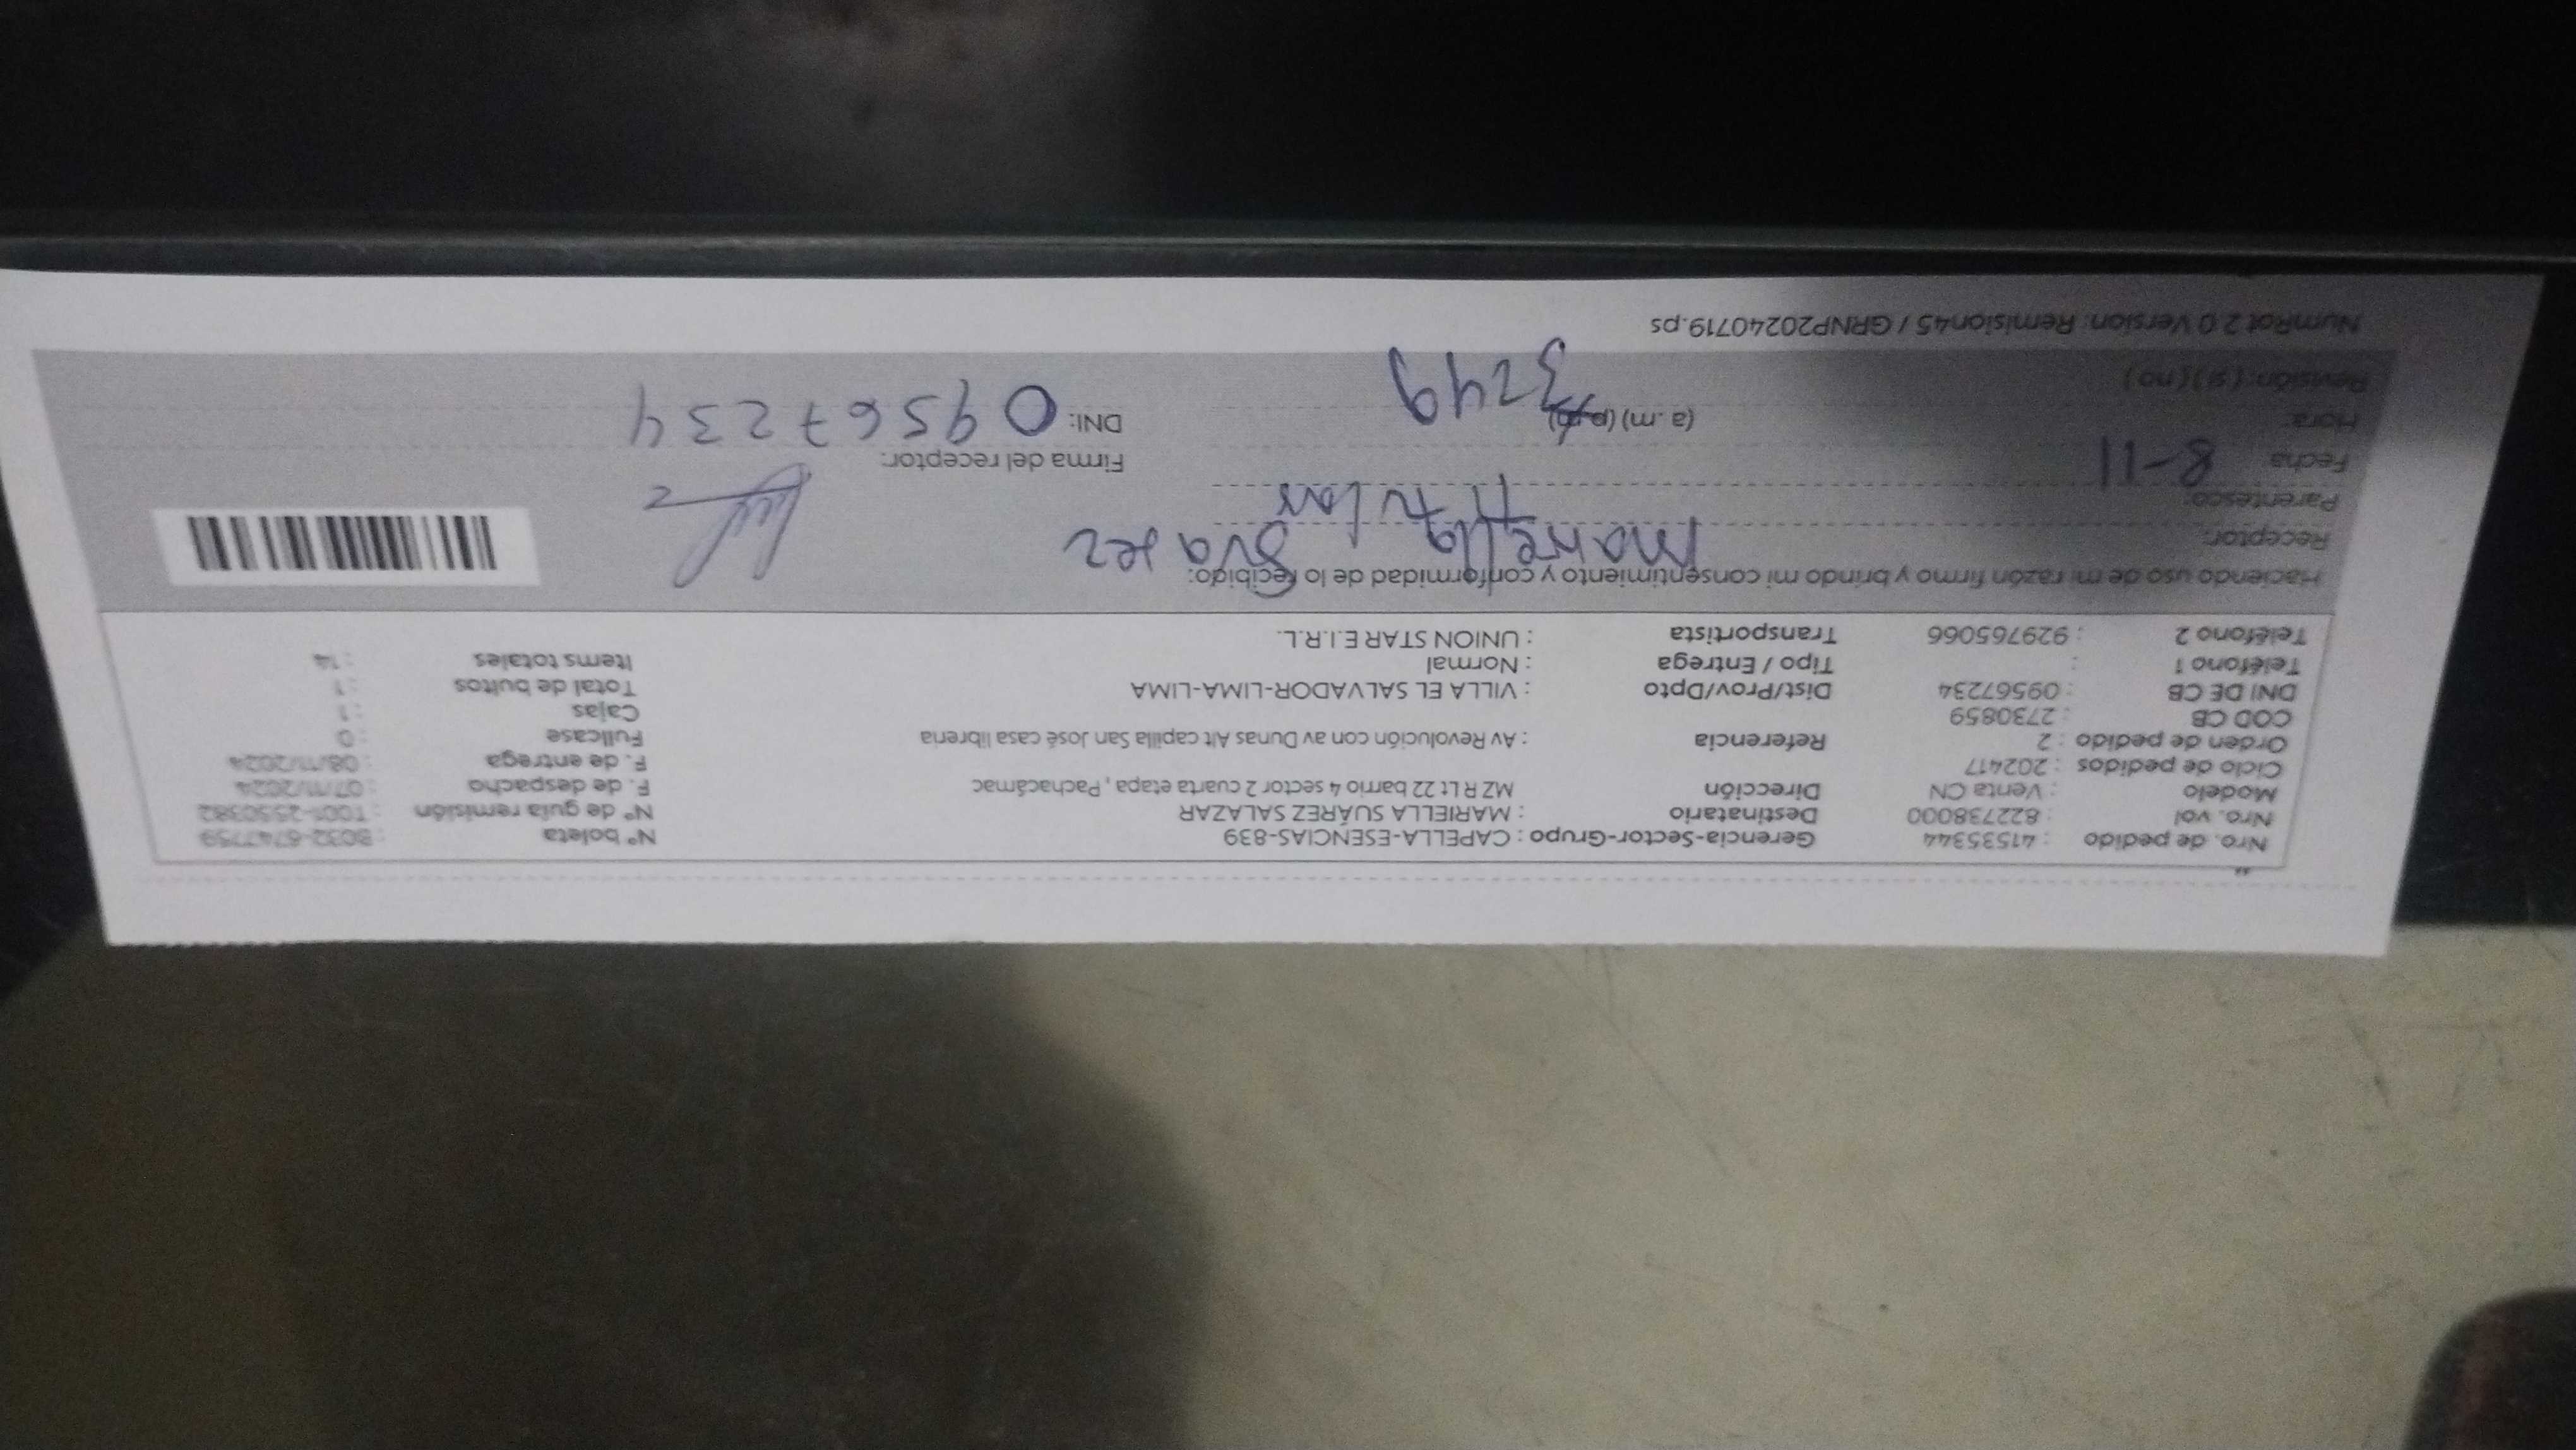 Nro. de pedido : 41535344 Gerencia-Sector-Grupo : CAPELLA-ESENCIAS-839 Nº boleta : B032-6747759
Nro. vol : 822738000 Destinatario : MARIELLA SUÁREZ SALAZAR Nº de guía remisión : T001-2550382
Modelo : Venta CN Dirección MZ R Lt 22 barrio 4 sector 2 cuarta etapa , Pachacámac F. de despacho : 07/11/2024
Ciclo de pedidos : 202417 F. de entrega : 08/11/2024
Orden de pedido : 2 Referencia : Av Revolución con av Dunas Alt capilla San José casa libreria Fullcase : 0
COD CB : 2730859 Cajas : 1
DNI DE CB : 09567234 Dist/Prov/Dpto : VILLA EL SALVADOR-LIMA-LIMA Total de bultos : 1
Teléfono 1 : Tipo / Entrega : Normal Items totales : 14
Teléfono 2 : 929765066 Transportista : UNION STAR E.I.R.L.
Haciendo uso de mi razón firmo y brindo mi consentimiento y conformidad de lo recibido:
Receptor: Mariella Suarez
Parentesco: titular
Fecha 8-11 Firma del receptor:
Hora: (a. m) (p. m) 3249 DNI: 09567234
Revisión: ( si ) ( no )
NumRot 2.0 Version: Remision45 / GRNP20240719.ps